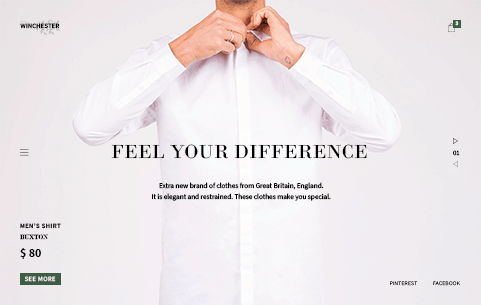 WINCHESTER
3
FEEL YOUR DIFFERENCE
01
Extra new brand of clothes from Great Britain, England.
It is elegant and restrained. These clothes make you special.
MEN'S SHIRT
BUXTON
$ 80
SEE MORE
PINTEREST
FACEBOOK